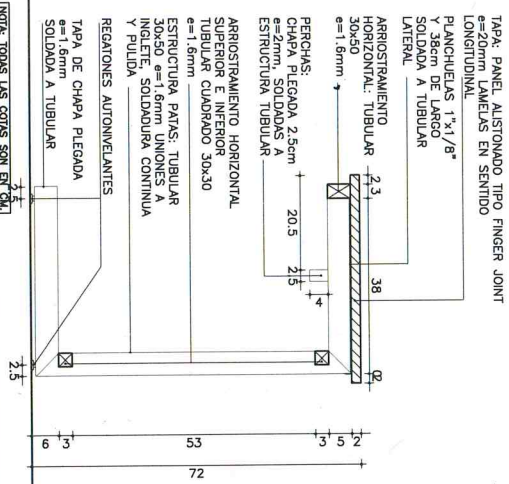 TAPA: PANEL ALISTONADO TIPO FINGER JOINT
e=20mm LAMELAS EN SENTIDO
LONGITUDINAL
PLANCHUELAS 1"x1/8"
Y 38cm DE LARGO
SOLDADA A TUBULAR
LATERAL
ARRIOSTRAMIENTO
HORIZONTAL: TUBULAR
30x50
e=1.6mm
PERCHAS:
CHAPA PLEGADA 2.5cm
e=2mm, SOLDADAS A
ESTRUCTURA TUBULAR
ARRIOSTRAMIENTO HORIZONTAL
SUPERIOR E INFERIOR
TUBULAR CUADRADO 30x30
e=1.6mm
ESTRUCTURA PATAS: TUBULAR
30x50 e=1.6mm UNIONES A
INGLETE, SOLDADURA CONTINUA
Y PULIDA
REGATONES AUTONIVELANTES
TAPA DE CHAPA PLEGADA
e=1.6mm
SOLDADA A TUBULAR
NOTA: TODAS LAS COTAS SON EN CM.
2
3
38
20.5
2.5
4
2.5
2.5
6
3
53
3
5
2
72